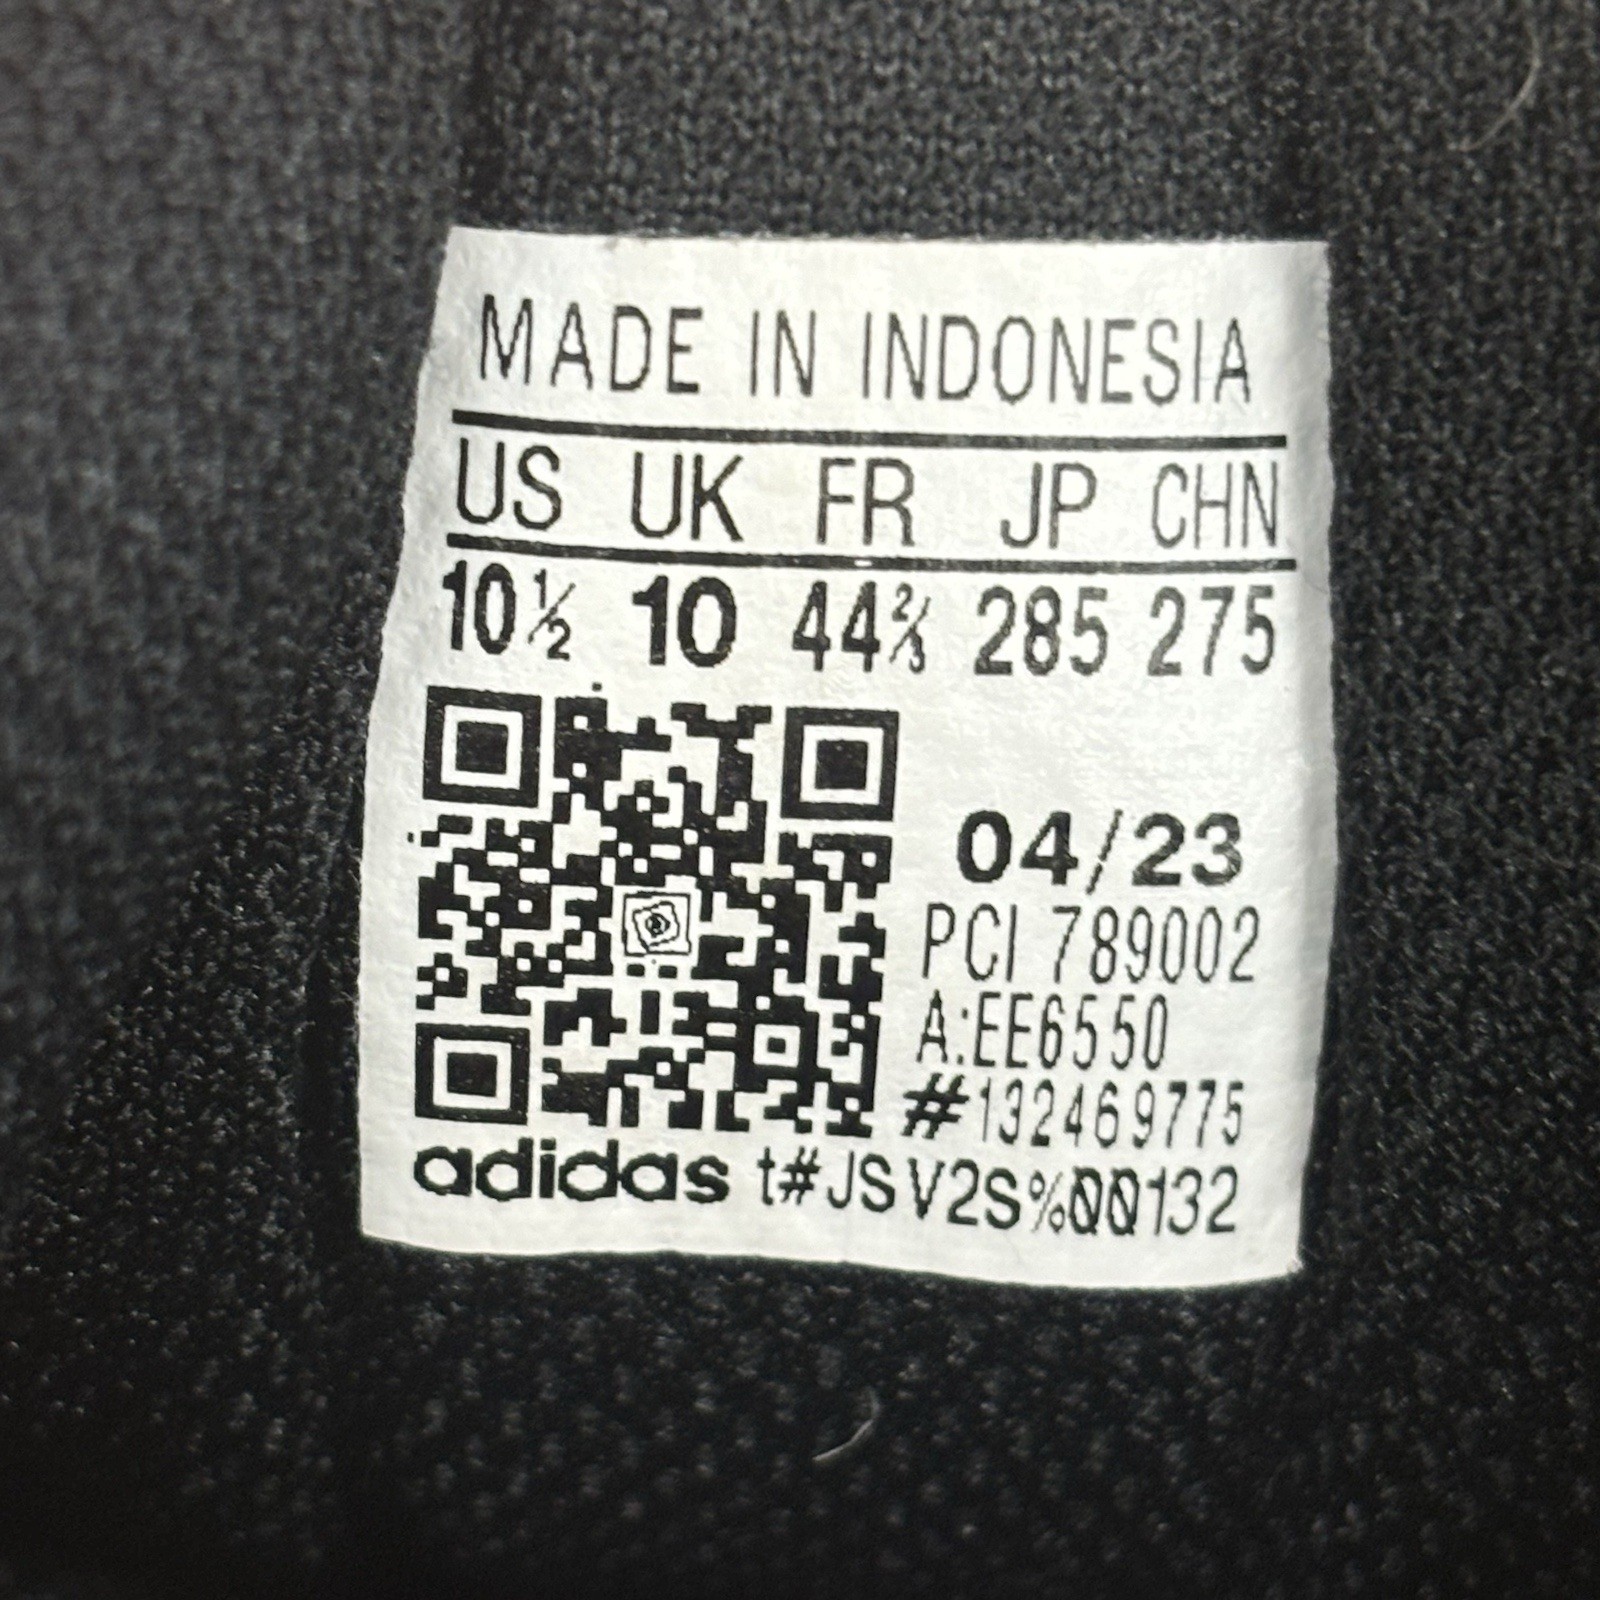 MADE IN INDONESIA
US UK FR JP CHN
10½ 10 44⅔ 285 275
04/23
PCI 789002
A:EE6550
#132469775
adidas t#JSV2S%00132